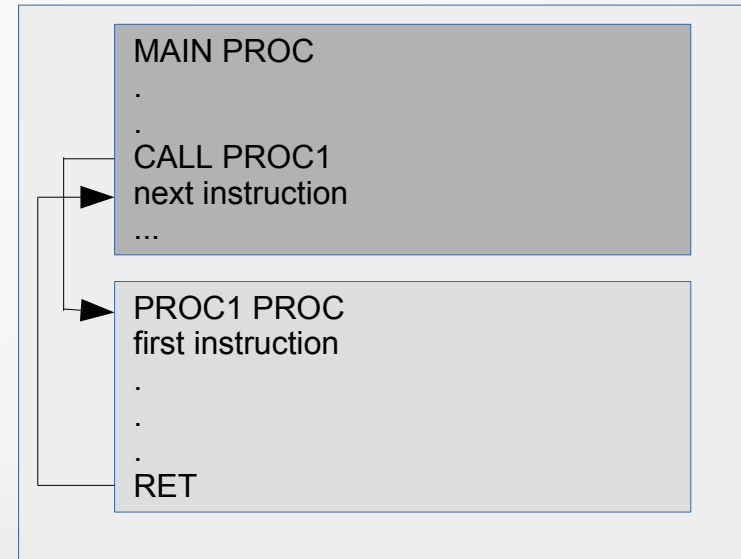 MAIN PROC
.
.
CALL PROC1
next instruction
...
PROC1 PROC
first instruction
.
.
.
RET